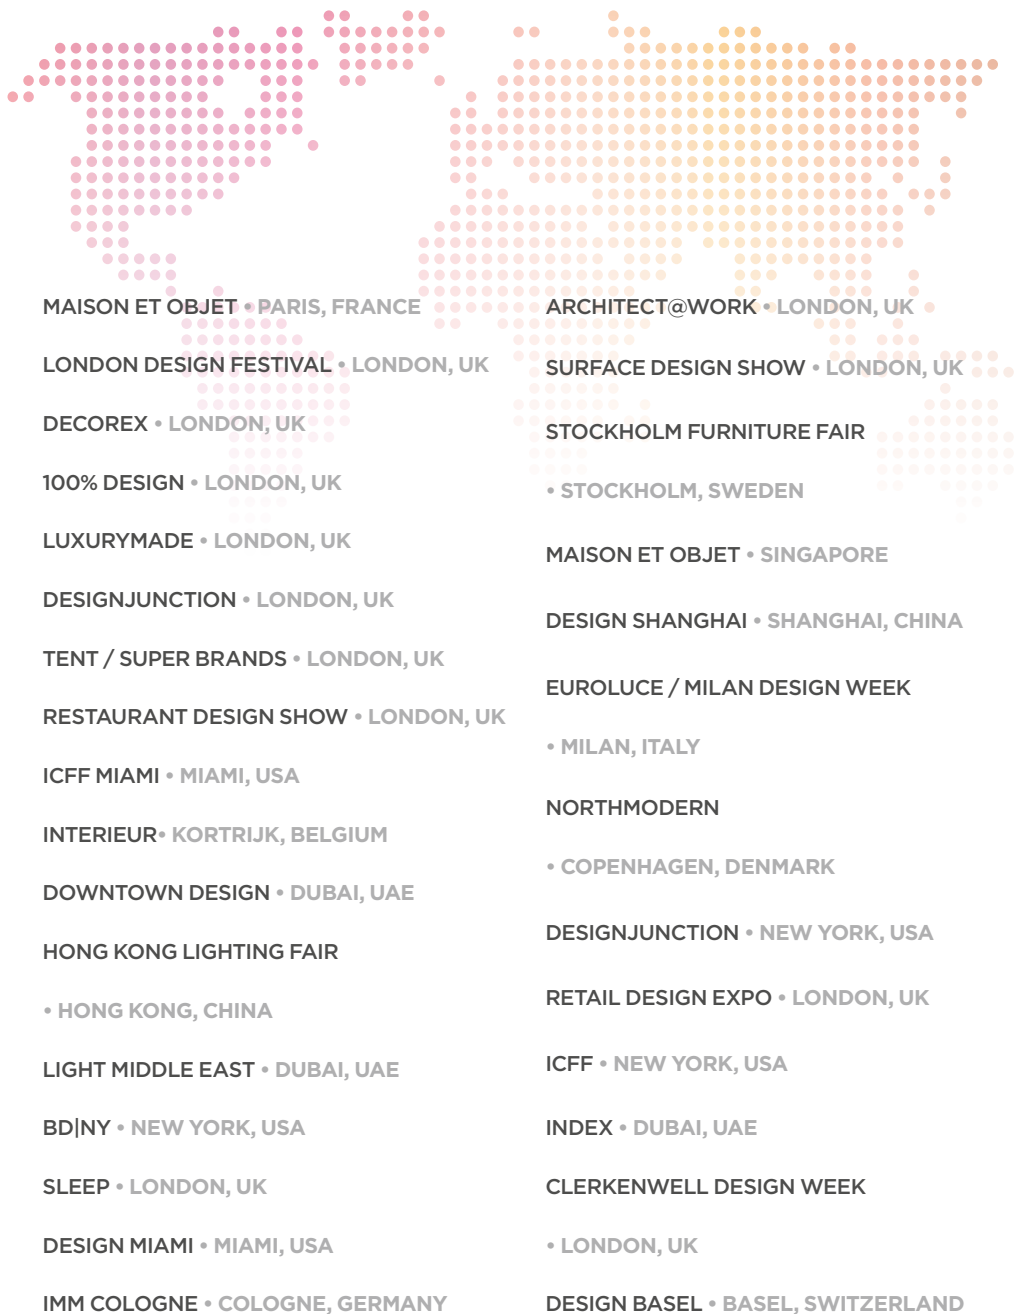 MAISON ET OBJET • PARIS, FRANCE
LONDON DESIGN FESTIVAL • LONDON, UK
DECOREX • LONDON, UK
100% DESIGN • LONDON, UK
LUXURYMADE • LONDON, UK
DESIGNJUNCTION • LONDON, UK
TENT / SUPER BRANDS • LONDON, UK
RESTAURANT DESIGN SHOW • LONDON, UK
ICFF MIAMI • MIAMI, USA
INTERIEUR• KORTRIJK, BELGIUM
DOWNTOWN DESIGN • DUBAI, UAE
HONG KONG LIGHTING FAIR
• HONG KONG, CHINA
LIGHT MIDDLE EAST • DUBAI, UAE
BD|NY • NEW YORK, USA
SLEEP • LONDON, UK
DESIGN MIAMI • MIAMI, USA
IMM COLOGNE • COLOGNE, GERMANY
ARCHITECT@WORK • LONDON, UK
SURFACE DESIGN SHOW • LONDON, UK
STOCKHOLM FURNITURE FAIR
• STOCKHOLM, SWEDEN
MAISON ET OBJET • SINGAPORE
DESIGN SHANGHAI • SHANGHAI, CHINA
EUROLUCE / MILAN DESIGN WEEK
• MILAN, ITALY
NORTHMODERN
• COPENHAGEN, DENMARK
DESIGNJUNCTION • NEW YORK, USA
RETAIL DESIGN EXPO • LONDON, UK
ICFF • NEW YORK, USA
INDEX • DUBAI, UAE
CLERKENWELL DESIGN WEEK
• LONDON, UK
DESIGN BASEL • BASEL, SWITZERLAND